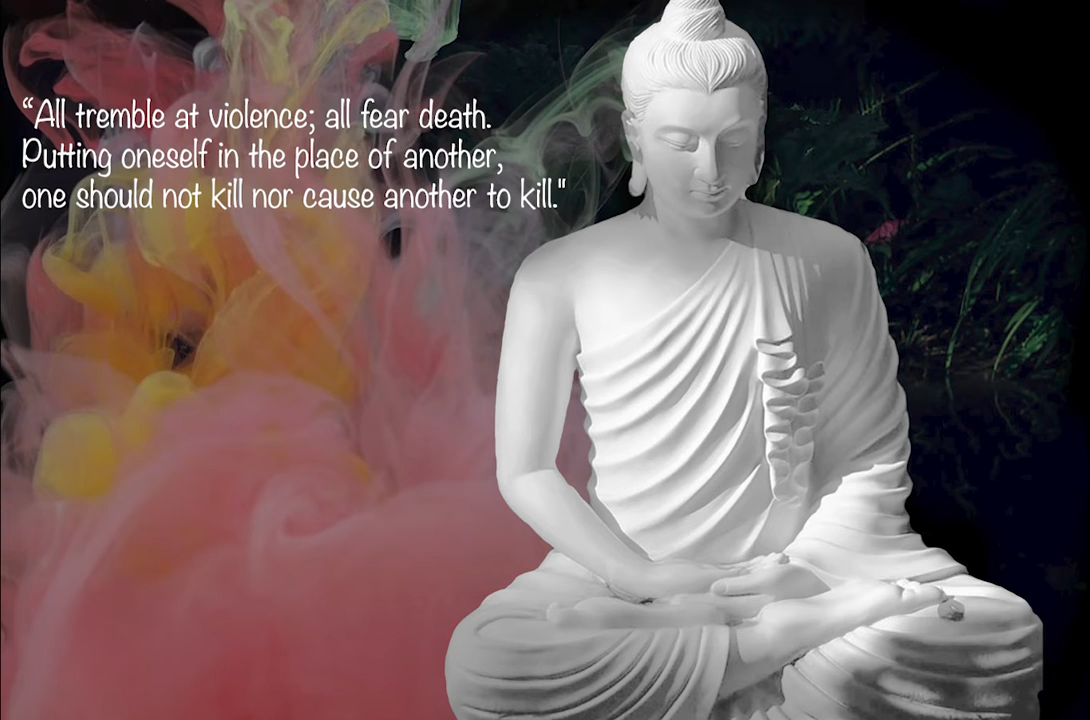 “All tremble at violence; all fear death.
Putting oneself in the place of another,
one should not kill nor cause another to kill."